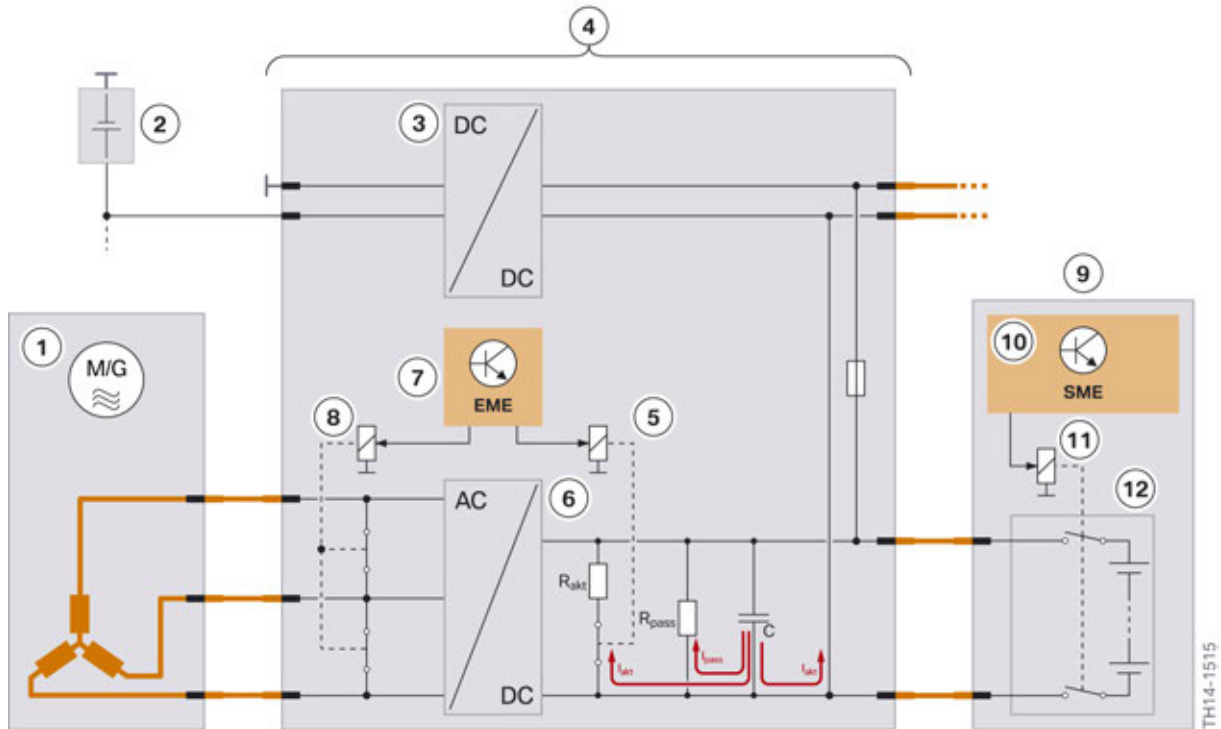 4
2
3
DC
DC
9
1
M/G
10
SME
7
EME
8
5
11
12
AC
6
DC
Rakt
Rpass
C
Iakt
Ipass
Iakt
TH14-1515